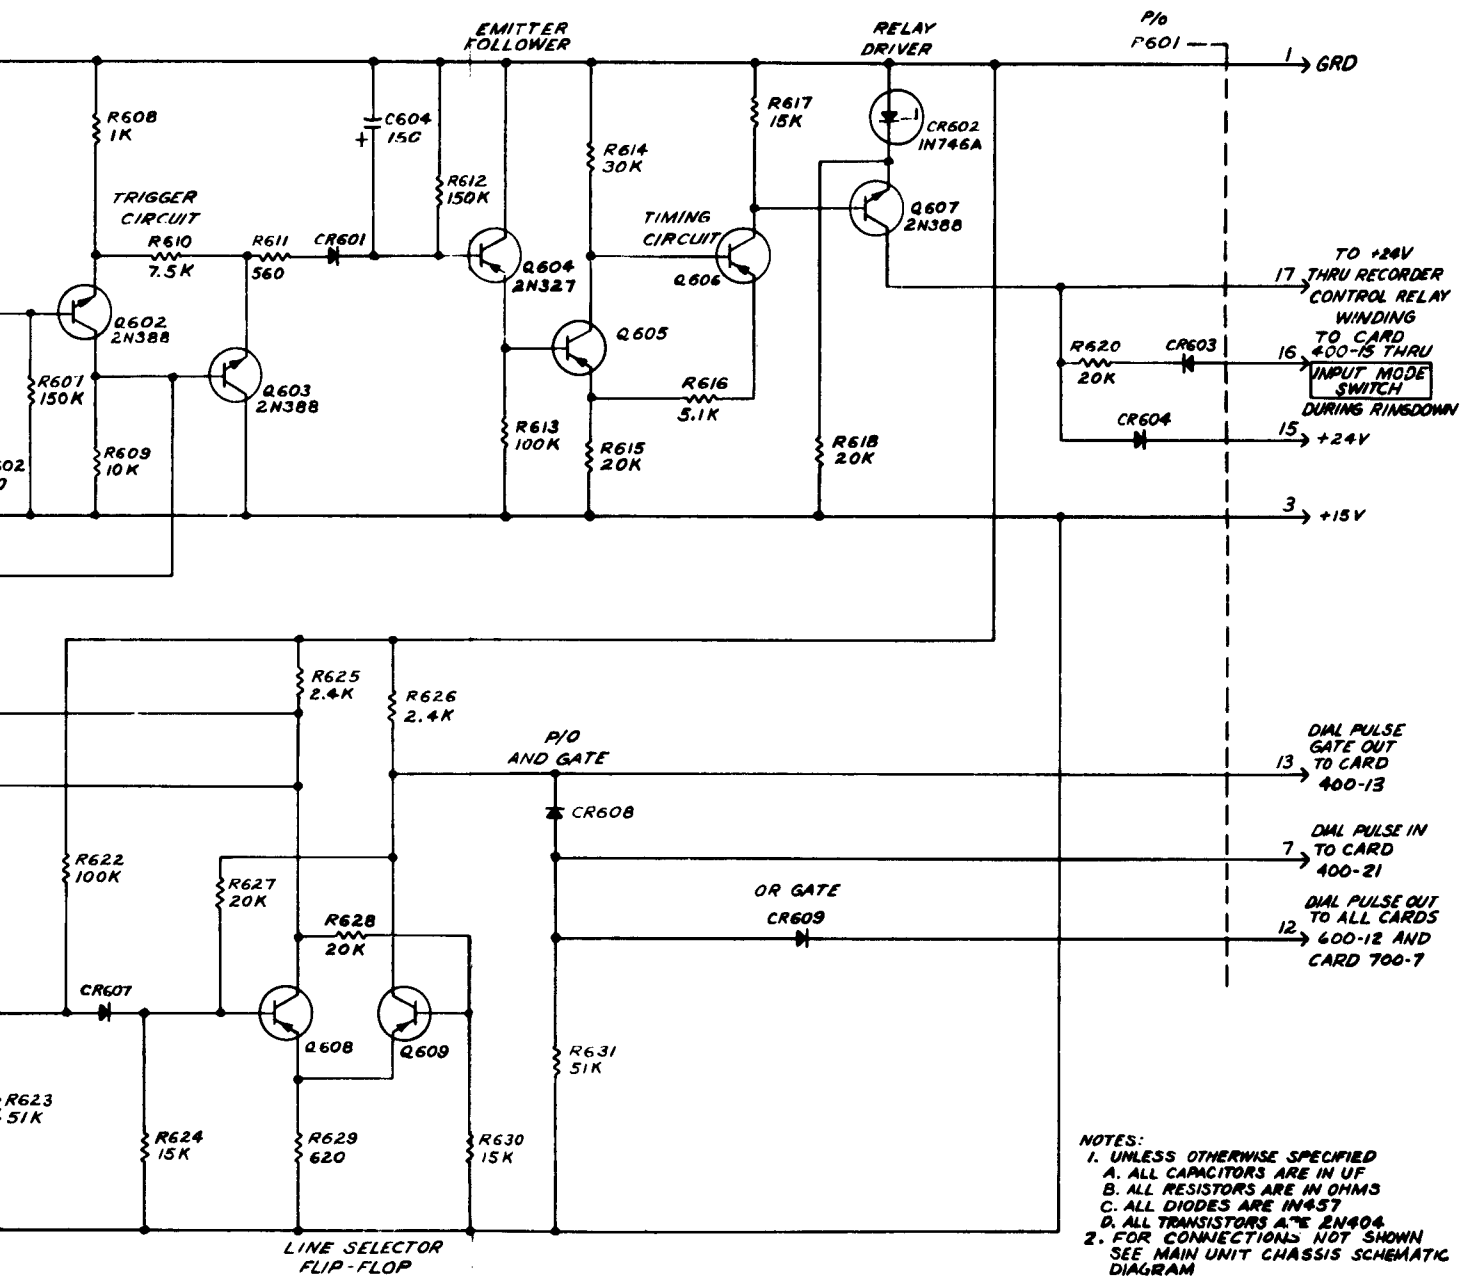 EMITTER
FOLLOWER
RELAY
DRIVER
P/O
P601
1
GRD
R608
1K
C604
+
R612
150K
R614
30K
R617
15K
CR602
1N746A
TRIGGER
CIRCUIT
R610
7.5K
R611
560
CR601
Q604
2N327
TIMING
CIRCUIT
Q606
Q607
2N388
17
TO +24V
THRU RECORDER
CONTROL RELAY
WINDING
Q602
2N388
Q605
R620
20K
CR603
16
TO CARD
400-15 THRU
INPUT MODE
SWITCH
DURING RINGDOWN
R607
150K
Q603
2N388
R616
5.1K
CR604
15
+24V
R609
10K
R613
100K
R615
20K
R618
20K
02
0
3
+15V
R625
2.4K
R626
2.4K
P/O
AND GATE
13
DIAL PULSE
GATE OUT
TO CARD
400-13
CR608
7
DIAL PULSE IN
TO CARD
400-21
R622
100K
R627
20K
R628
20K
OR GATE
CR609
12
DIAL PULSE OUT
TO ALL CARDS
600-12 AND
CARD 700-7
CR607
Q608
Q609
R631
51K
R623
51K
R624
15K
R629
620
R630
15K
LINE SELECTOR
FLIP-FLOP
NOTES:
1. UNLESS OTHERWISE SPECIFIED
A. ALL CAPACITORS ARE IN UF
B. ALL RESISTORS ARE IN OHMS
C. ALL DIODES ARE IN457
D. ALL TRANSISTORS ARE 2N404
2. FOR CONNECTIONS NOT SHOWN
SEE MAIN UNIT CHASSIS SCHEMATIC
DIAGRAM